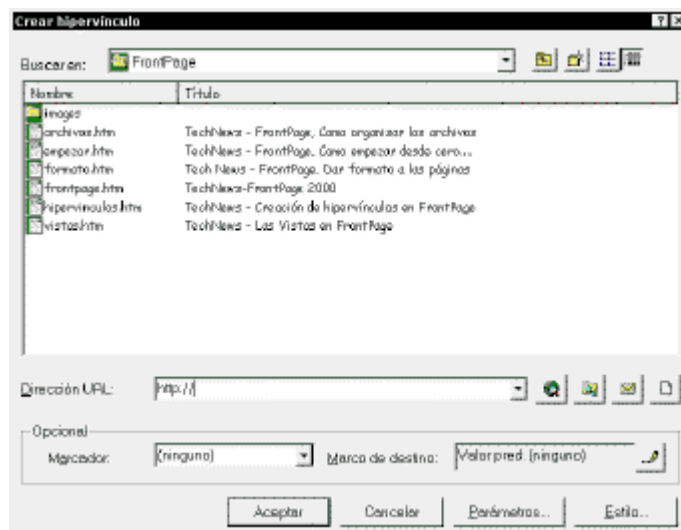 Crear hipervínculo
Buscar en: FrontPage
Nombre Título
images
archivos.htm TechNews - FrontPage, Como organizar los archivos
empezar.htm TechNews - FrontPage. Como empezar desde cero...
formato.htm Tech News - FrontPage. Dar formato a las páginas
frontpage.htm TechNews-FrontPage 2000
hipervinculos.htm TechNews - Creación de hipervínculos en FrontPage
vistas.htm TechNews - Las Vistas en FrontPage
Dirección URL: http://
Opcional
Marcador: (ninguno) Marco de destino: Valor pred. (ninguno)
Aceptar Cancelar Parámetros... Estilo...